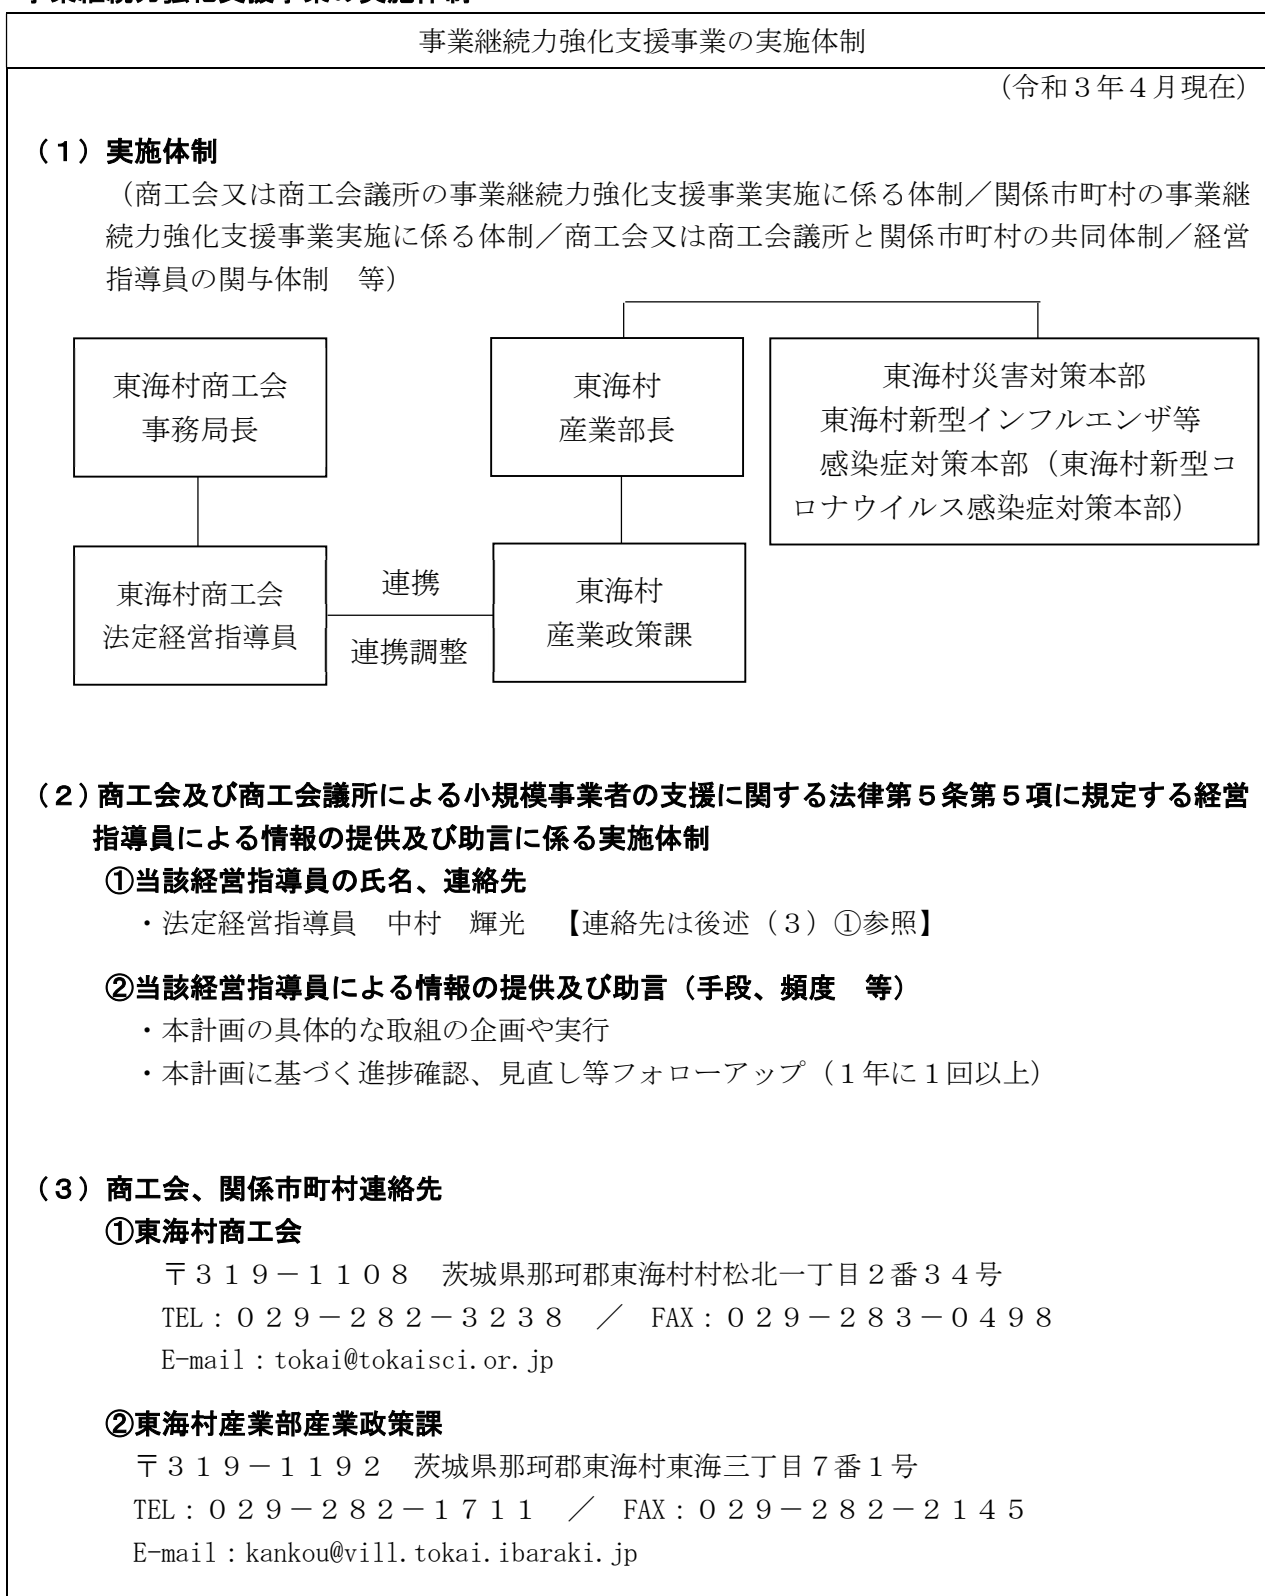 事業継続力強化支援事業の実施体制
事業継続力強化支援事業の実施体制
（令和３年４月現在）
（１）実施体制
（商工会又は商工会議所の事業継続力強化支援事業実施に係る体制／関係市町村の事業継
続力強化支援事業実施に係る体制／商工会又は商工会議所と関係市町村の共同体制／経営
指導員の関与体制　等）
東海村商工会
事務局長
東海村
産業部長
東海村災害対策本部
東海村新型インフルエンザ等
感染症対策本部（東海村新型コ
ロナウイルス感染症対策本部）
東海村商工会
法定経営指導員
連携
連携調整
東海村
産業政策課
（２）商工会及び商工会議所による小規模事業者の支援に関する法律第５条第５項に規定する経営
指導員による情報の提供及び助言に係る実施体制
①当該経営指導員の氏名、連絡先
・法定経営指導員　中村　輝光　【連絡先は後述（３）①参照】
②当該経営指導員による情報の提供及び助言（手段、頻度　等）
・本計画の具体的な取組の企画や実行
・本計画に基づく進捗確認、見直し等フォローアップ（１年に１回以上）
（３）商工会、関係市町村連絡先
①東海村商工会
〒３１９－１１０８　茨城県那珂郡東海村村松北一丁目２番３４号
TEL：０２９－２８２－３２３８　／　FAX：０２９－２８３－０４９８
E-mail：tokai@tokaisci.or.jp
②東海村産業部産業政策課
〒３１９－１１９２　茨城県那珂郡東海村東海三丁目７番１号
TEL：０２９－２８２－１７１１　／　FAX：０２９－２８２－２１４５
E-mail：kankou@vill.tokai.ibaraki.jp